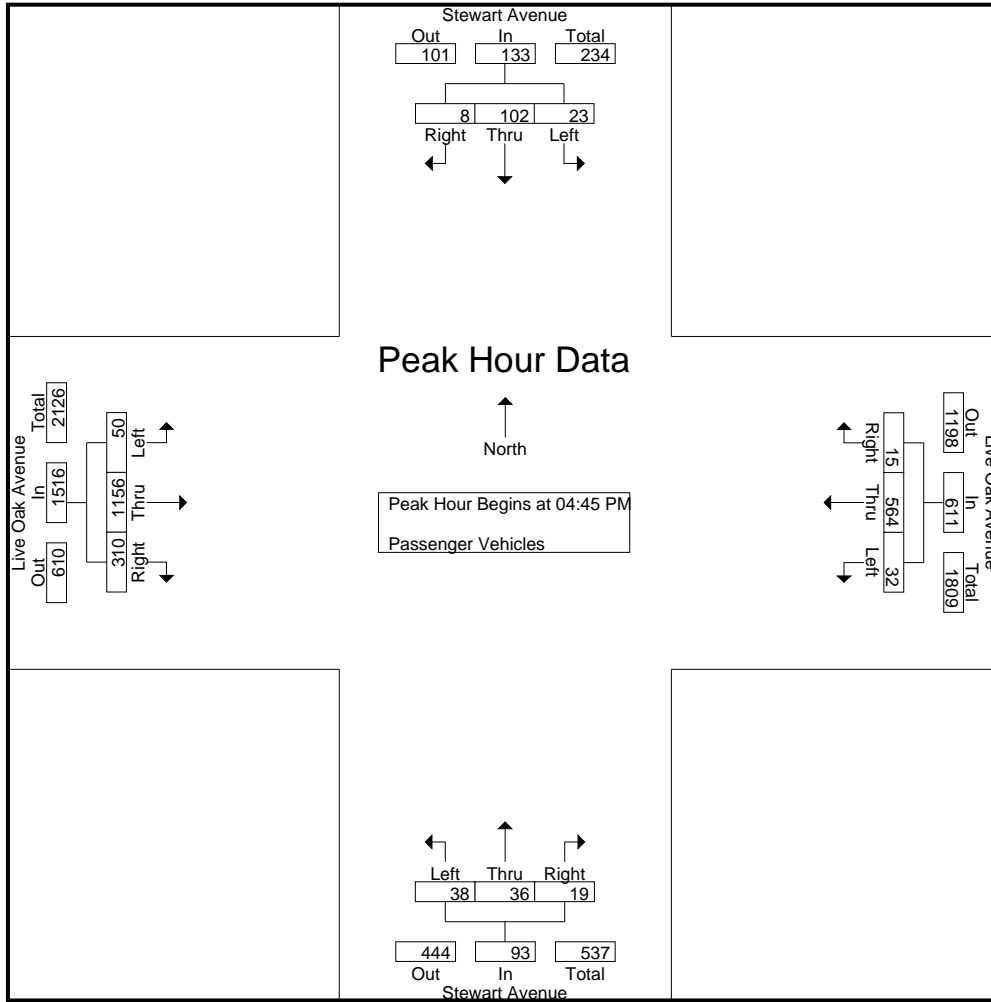 Stewart Avenue
Out In Total
101 133 234
8 102 23
Right Thru Left
Peak Hour Data
North
Peak Hour Begins at 04:45 PM
Passenger Vehicles
Live Oak Avenue
Out In Total
610 1516 2126
Right Thru Left
310 1156 50
Live Oak Avenue
Out In Total
1198 611 1809
Right Thru Left
15 564 32
Left Thru Right
38 36 19
444 93 537
Out In Total
Stewart Avenue